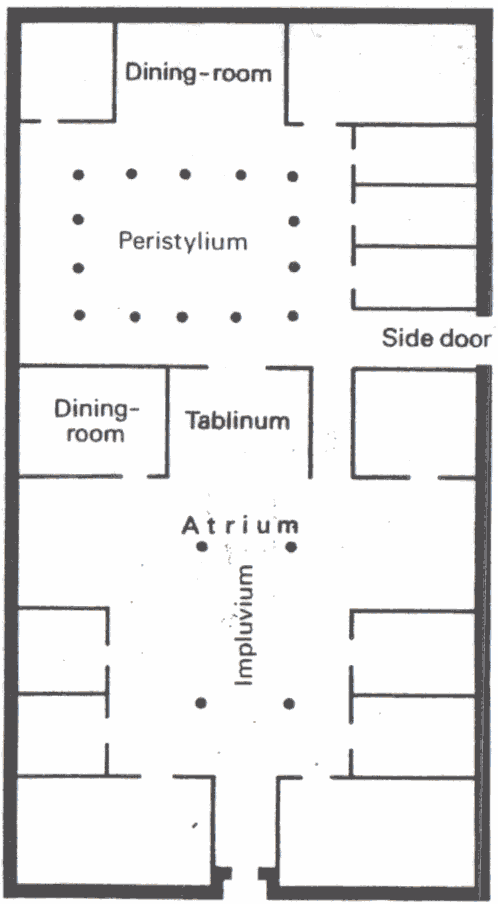 Dining-room
Peristylium
Side door
Dining-
room
Tablinum
Atrium
Impluvium